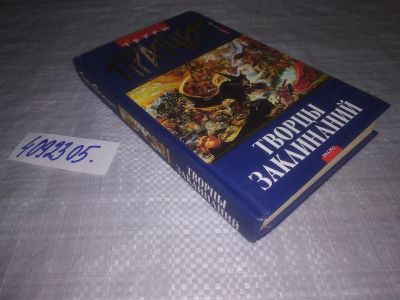 4092305.
ТЕРРИ
ПРАТЧЕТТ
ТВОРЦЫ
ЗАКЛИНАНИЙ
ТВОРЦЫ
ЗАКЛИНАНИЙ